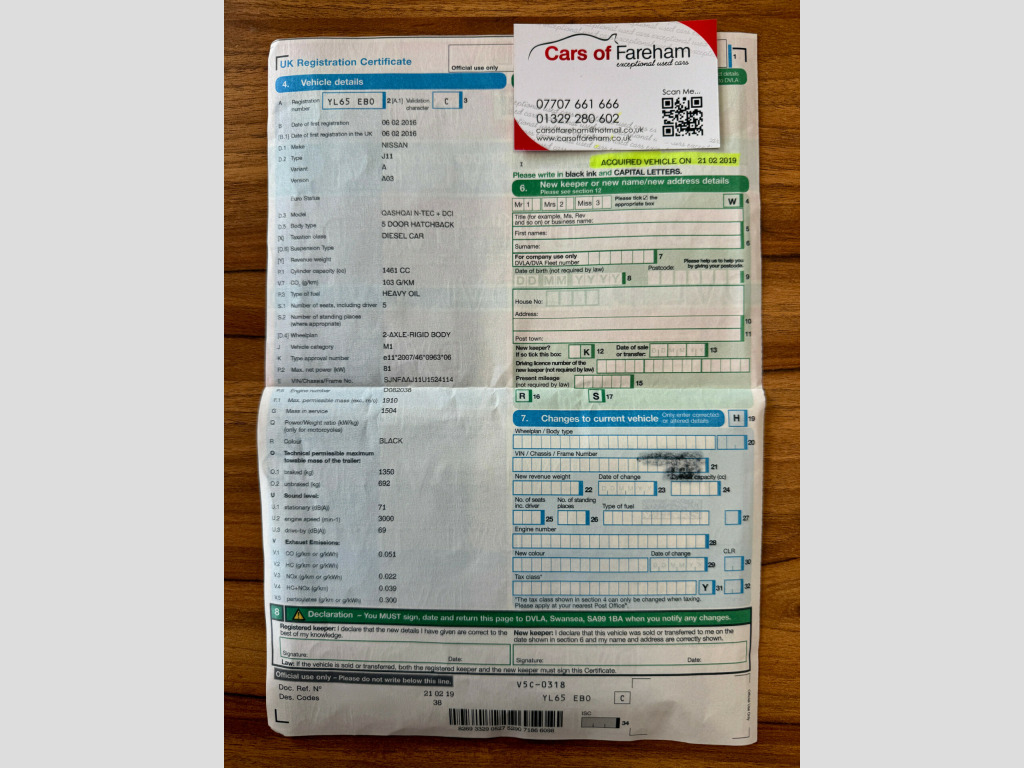 UK Registration Certificate
Official use only
1
Cars of Fareham
exceptional used cars
Scan Me...
07707 661 666
01329 280 602
carsoffareham@hotmail.co.uk
www.carsoffareham.co.uk
4. Vehicle details
A Registration number YL65 EBO 2 [A.1] Validation character C 3
B Date of first registration 06 02 2016
[B.1] Date of first registration in the UK 06 02 2016
D.1 Make NISSAN
D.2 Type J11
Variant A
Version A03
Euro Status
D.3 Model QASHQAI N-TEC + DCI
D.5 Body type 5 DOOR HATCHBACK
[X] Taxation class DIESEL CAR
[D.6] Suspension Type
[Y] Revenue weight
P.1 Cylinder capacity (cc) 1461 CC
V.7 CO2 (g/km) 103 G/KM
P.3 Type of fuel HEAVY OIL
S.1 Number of seats, including driver 5
S.2 Number of standing places (where appropriate)
[D.4] Wheelplan 2-AXLE-RIGID BODY
J Vehicle category M1
K Type approval number e11*2007/46*0963*06
P.2 Max. net power (kW) 81
E VIN/Chassis/Frame No. SJNFAAJ11U1524114
P.5 Engine number D082038
F.1 Max. permissible mass (exc. m/c) 1910
G Mass in service 1504
Q Power/Weight ratio (kW/kg)
(only for motorcycles)
R Colour BLACK
O Technical permissible maximum
towable mass of the trailer:
O.1 braked (kg) 1350
O.2 unbraked (kg) 692
U Sound level:
U.1 stationary (dB(A)) 71
U.2 engine speed (min-1) 3000
U.3 drive-by (dB(A)) 69
V Exhaust Emissions:
V.1 CO (g/km or g/kWh) 0.051
V.2 HC (g/km or g/kWh)
V.3 NOx (g/km or g/kWh) 0.022
V.4 HC+NOx (g/km) 0.039
V.5 particulates (g/km or g/kWh) 0.300
1
ACQUIRED VEHICLE ON 21 02 2019
Please write in black ink and CAPITAL LETTERS.
6. New keeper or new name/new address details
Please see section 12
Mr 1 Mrs 2 Miss 3 Please tick the appropriate box W 4
Title (for example, Ms, Rev
and so on) or business name:
First names: 5
Surname: 6
For company use only
DVLA/DVA Fleet number 7
Please help us to help you
by giving your postcode.
Date of birth (not required by law) D D M M Y Y Y Y 8 Postcode: 9
House No:
Address: 10
Post town: 11
New keeper?
If so tick this box: K 12 Date of sale
or transfer: 13
Driving licence number of the
new keeper (not required by law)
Present mileage
(not required by law) 15
R 16 S 17
7. Changes to current vehicle Only enter corrected or altered details H 19
Wheelplan / Body type 20
VIN / Chassis / Frame Number 21
New revenue weight 22 Date of change 23 capacity (cc) 24
No. of seats
inc. driver 25 No. of standing
places 26 Type of fuel 27
Engine number 28
New colour Date of change 29 CLR 30
Tax class* Y 31 32
*The tax class shown in section 4 can only be changed when taxing.
Please apply at your nearest Post Office.
8 Declaration – You MUST sign, date and return this page to DVLA, Swansea, SA99 1BA when you notify any changes.
Registered keeper: I declare that the new details I have given are correct to the
best of my knowledge.
Signature: Date:
New keeper: I declare that this vehicle was sold or transferred to me on the
date shown in section 6 and my name and address are correctly shown.
Signature: Date:
Law: If the vehicle is sold or transferred, both the registered keeper and the new keeper must sign this Certificate.
Official use only – Please do not write below this line.
Doc. Ref. No 21 02 19
Des. Codes 38
V5C-0318
YL65 EBO C
34